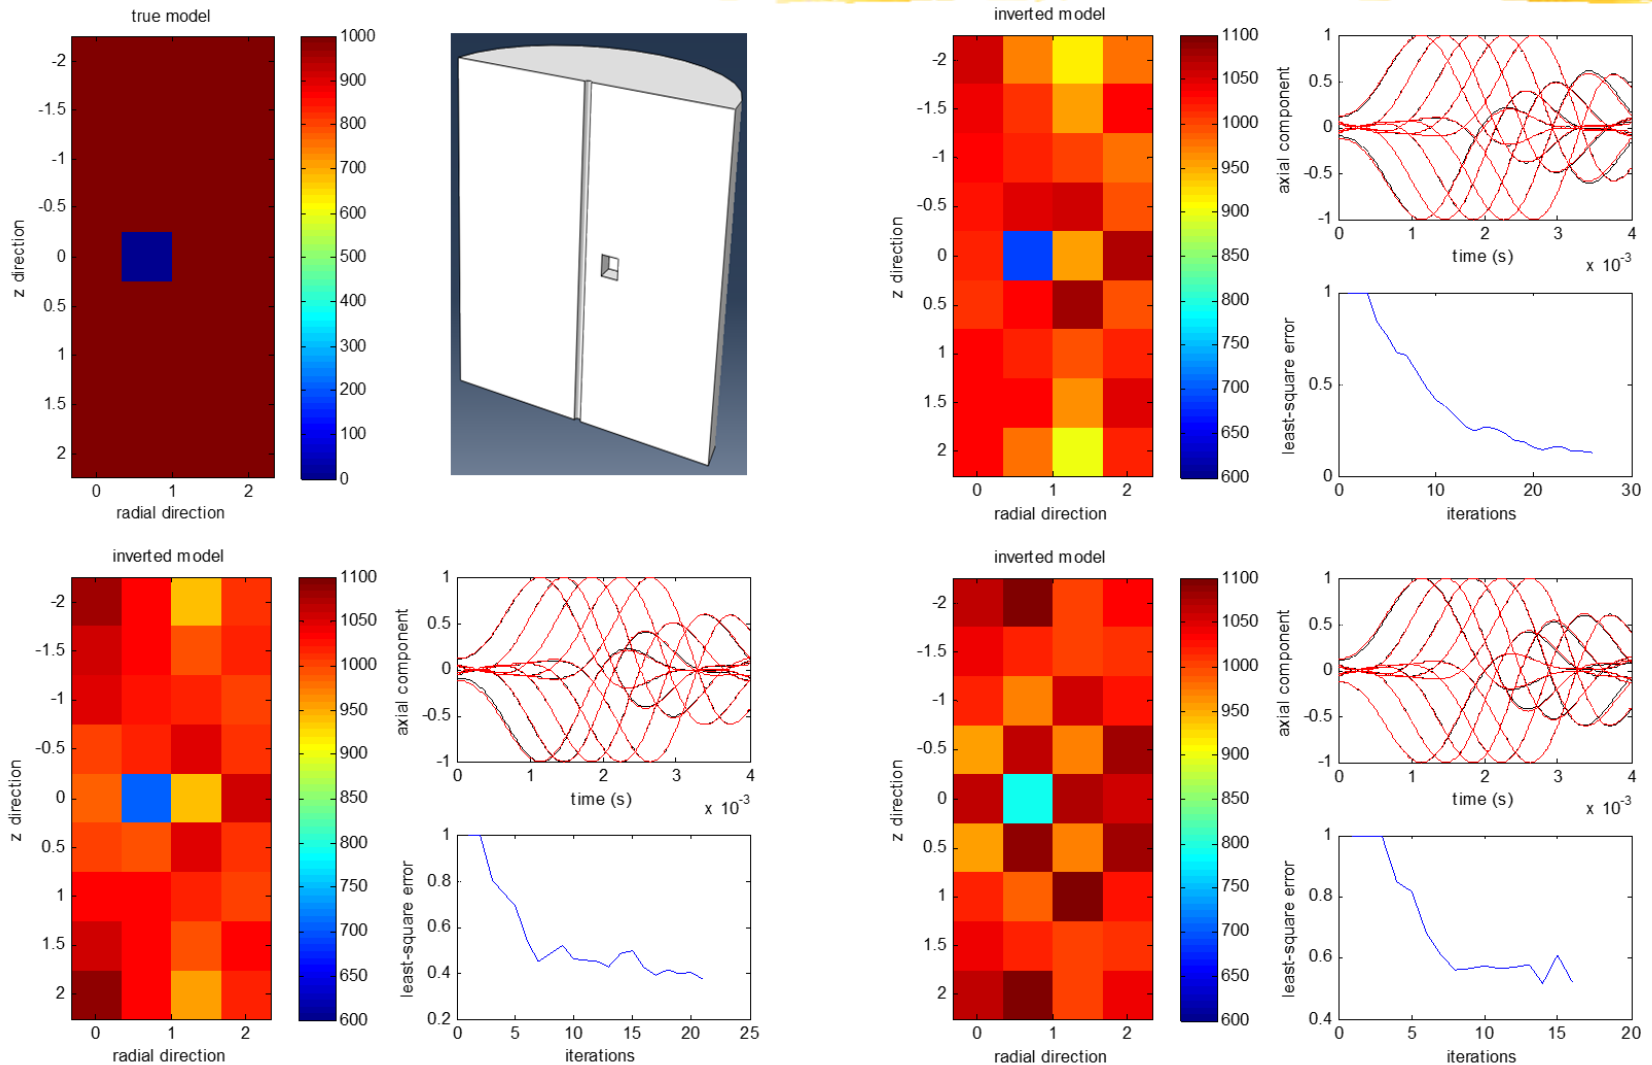 true model
z direction
-2
-1.5
-1
-0.5
0
0.5
1
1.5
2
0 1 2
radial direction
1000
900
800
700
600
500
400
300
200
100
0
inverted model
z direction
-2
-1.5
-1
-0.5
0
0.5
1
1.5
2
0 1 2
radial direction
1100
1050
1000
950
900
850
800
750
700
650
600
axial component
1
0.5
0
-0.5
-1
0 1 2 3 4
time (s)
x 10⁻³
least-square error
1
0.5
0
0 10 20 30
iterations
inverted model
z direction
-2
-1.5
-1
-0.5
0
0.5
1
1.5
2
0 1 2
radial direction
1100
1050
1000
950
900
850
800
750
700
650
600
axial component
1
0.5
0
-0.5
-1
0 1 2 3 4
time (s)
x 10⁻³
least-square error
1
0.8
0.6
0.4
0.2
0 5 10 15 20 25
iterations
inverted model
z direction
-2
-1.5
-1
-0.5
0
0.5
1
1.5
2
0 1 2
radial direction
1100
1050
1000
950
900
850
800
750
700
650
600
axial component
1
0.5
0
-0.5
-1
0 1 2 3 4
time (s)
x 10⁻³
least-square error
1
0.8
0.6
0.4
0 5 10 15 20
iterations